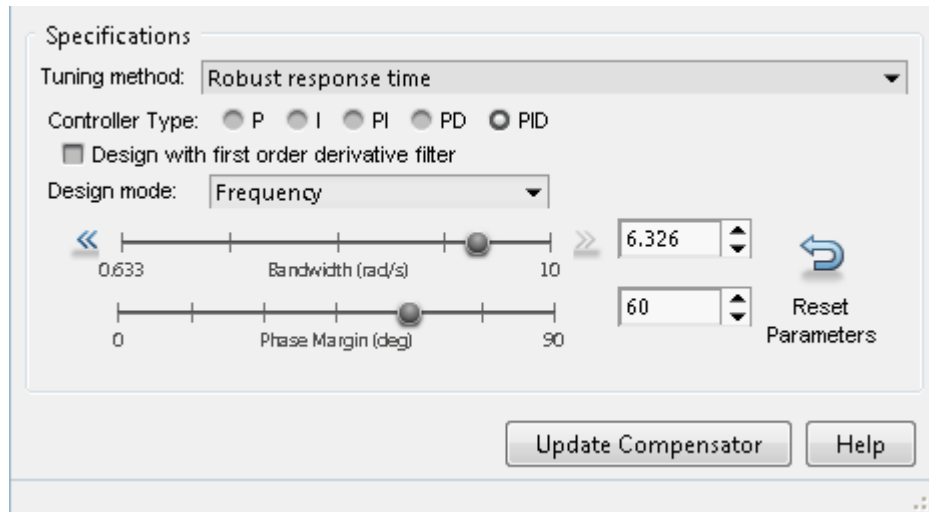 Specifications
Tuning method: Robust response time
Controller Type: P I PI PD PID
Design with first order derivative filter
Design mode: Frequency
6.326
0.633 Bandwidth (rad/s) 10
60 Reset
0 Phase Margin (deg) 90 Parameters
Update Compensator Help